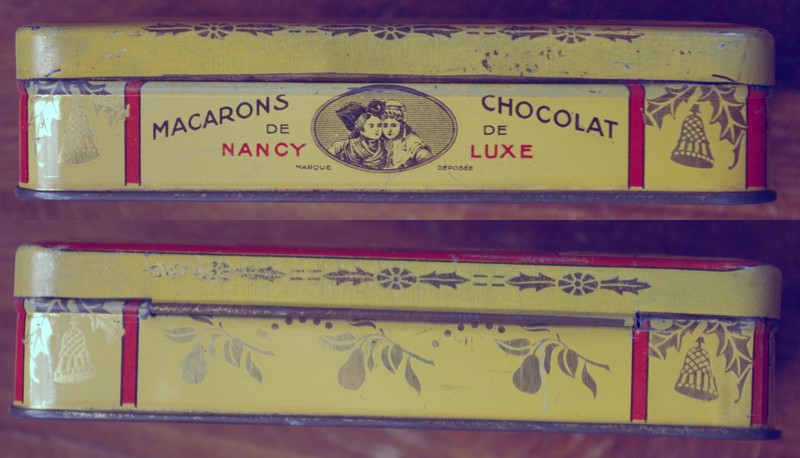 MACARONS
DE
NANCY
MARQUE DÉPOSÉE
CHOCOLAT
DE
LUXE